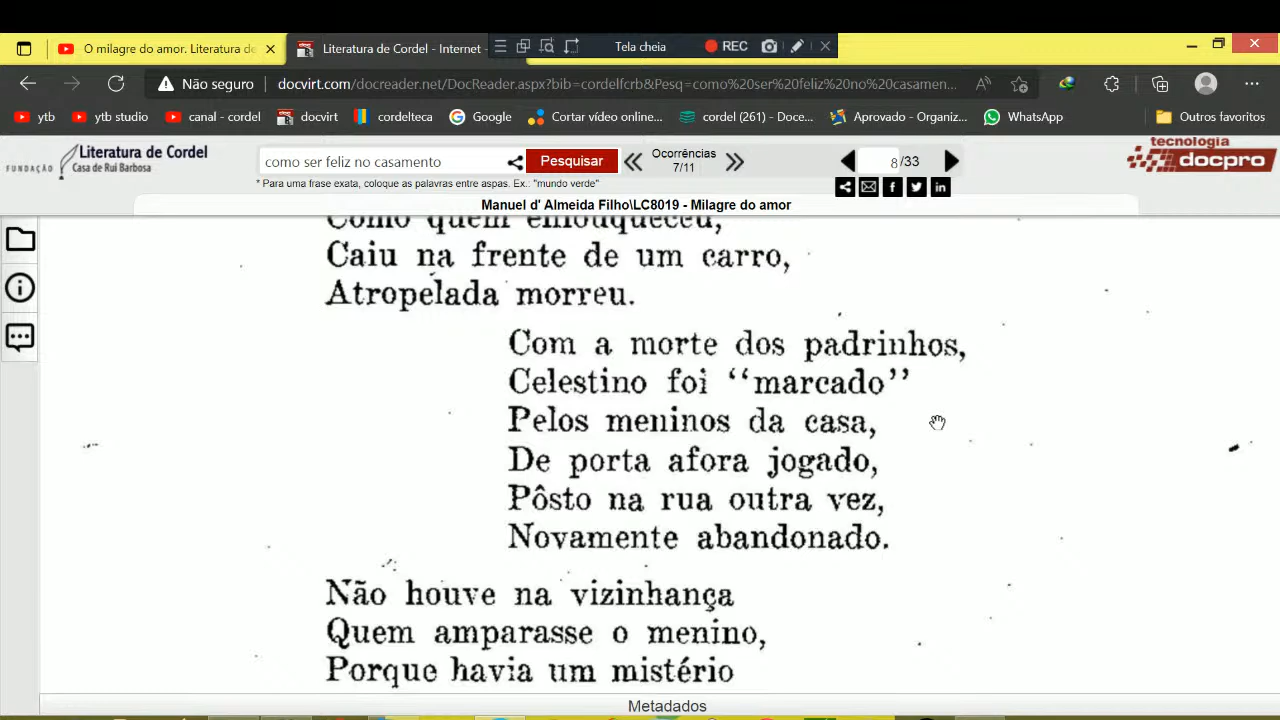 O milagre do amor. Literatura de
Literatura de Cordel - Internet -
Tela cheia
REC
Não seguro
docvirt.com/docreader.net/DocReader.aspx?bib=cordelfcrb&Pesq=como%20ser%20feliz%20no%20casamen...
ytb
ytb studio
canal - cordel
docvirt
cordelteca
Google
Cortar vídeo online...
cordel (261) - Doce...
Aprovado - Organiz...
WhatsApp
Outros favoritos
FUNDAÇÃO
Literatura de Cordel
Casa de Rui Barbosa
como ser feliz no casamento
Pesquisar
Ocorrências
7/11
8 /33
tecnologia
docpro
* Para uma frase exata, coloque as palavras entre aspas. Ex.: "mundo verde"
Manuel d' Almeida Filho\LC8019 - Milagre do amor
Como quem enlouqueceu,
Caiu na frente de um carro,
Atropelada morreu.
Com a morte dos padrinhos,
Celestino foi “marcado”
Pelos meninos da casa,
De porta afora jogado,
Pôsto na rua outra vez,
Novamente abandonado.
Não houve na vizinhança
Quem amparasse o menino,
Porque havia um mistério
Metadados